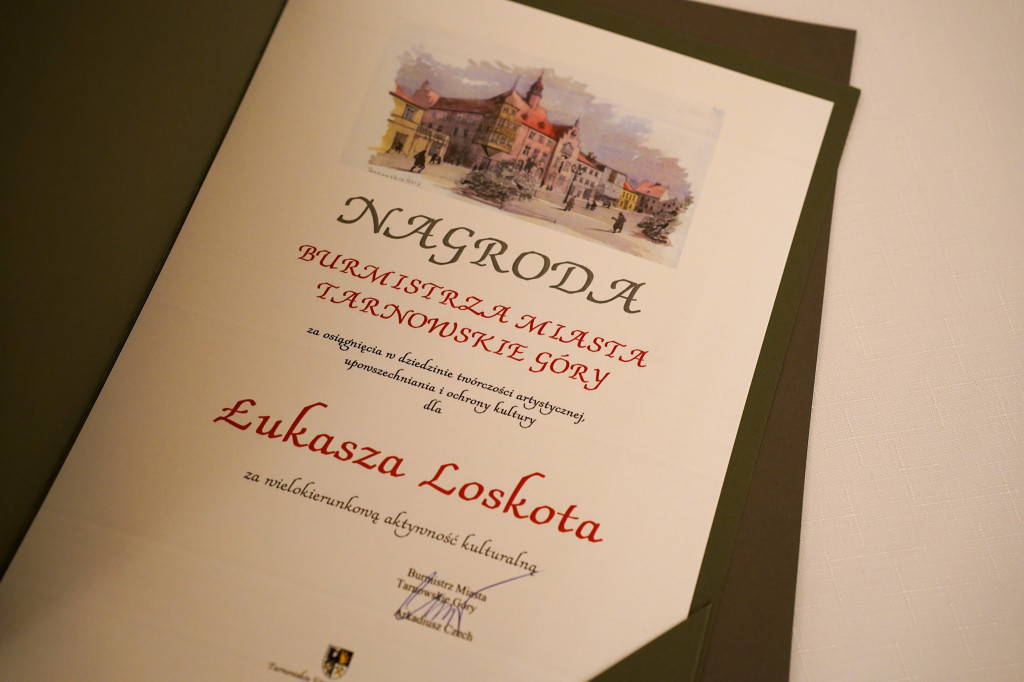 NAGRODA
BURMISTRZA MIASTA
TARNOWSKIE GÓRY
za osiągnięcia w dziedzinie twórczości artystycznej,
upowszechniania i ochrony kultury
dla
Łukasza Loskota
za wielokierunkową aktywność kulturalną
Burmistrz Miasta
Tarnowskie Góry
Arkadiusz Czech
Tarnowskie